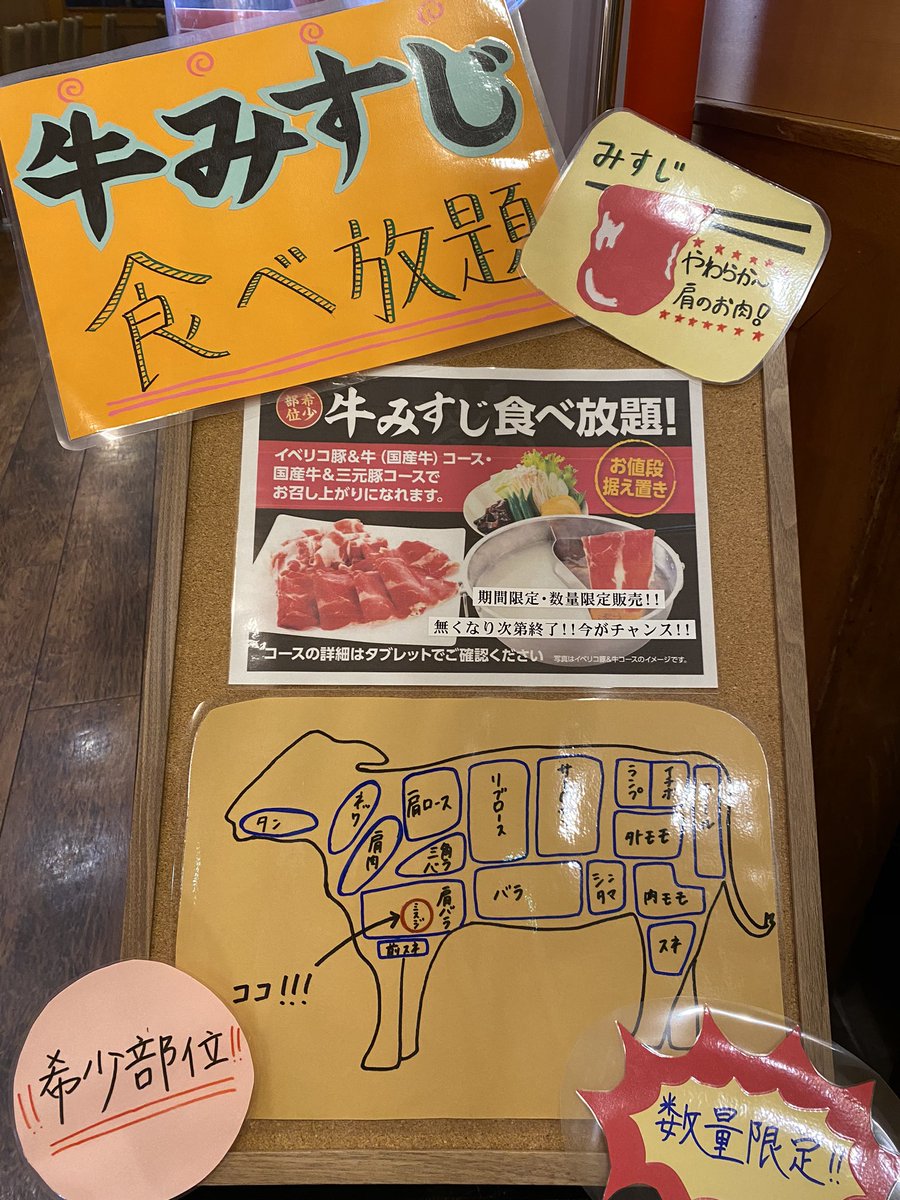 牛みすじ
食べ放題
みすじ
やわらか〜
肩のお肉!
希少
部位
牛みすじ食べ放題!
イベリコ豚&牛(国産牛)コース・
国産牛&三元豚コースで
お召し上がりになれます。
お値段
据え置き
期間限定・数量限定販売!!
無くなり次第終了!!今がチャンス!!
コースの詳細はタブレットでご確認ください
写真はイベリコ豚&牛コースのイメージです。
タン
ネック
肩肉
肩ロース
三角バラ
リブロース
ランプ
イチボ
外モモ
肩バラ
ミスジ
バラ
シンタマ
内モモ
前スネ
スネ
ココ!!!
!!希少部位!!
数量限定!!